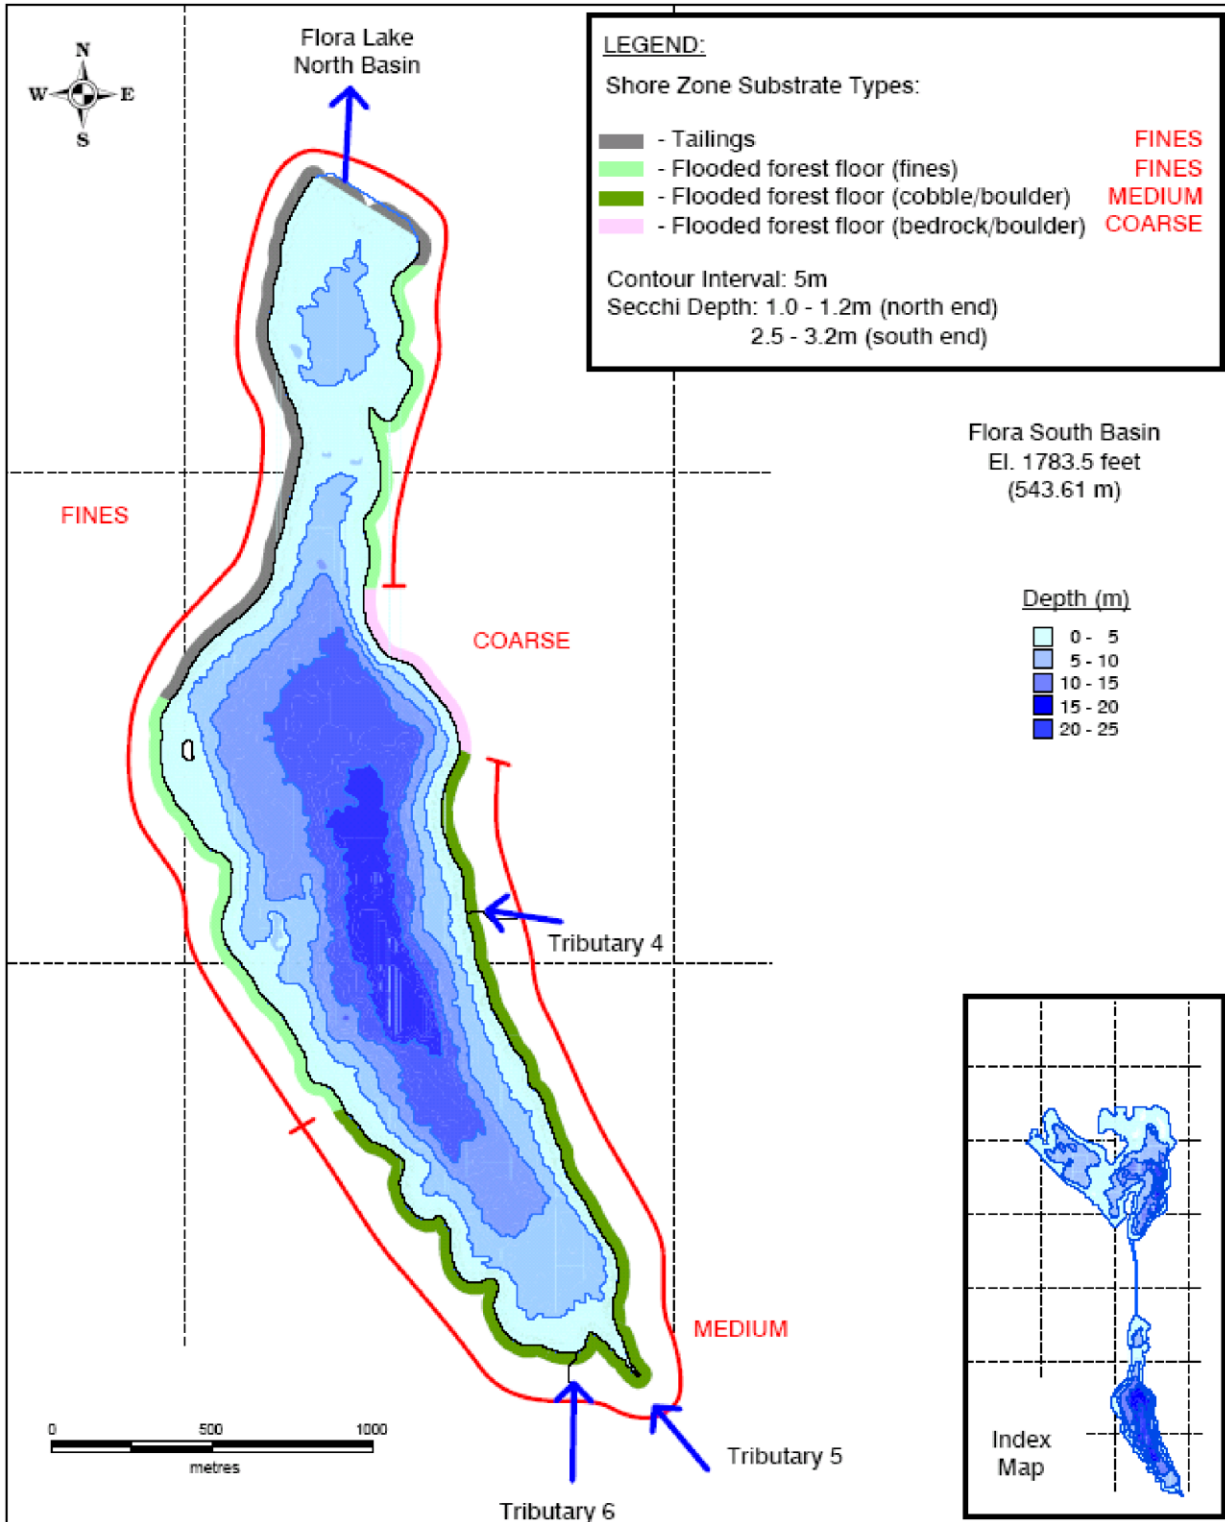 Flora Lake
North Basin
N
W E
S
LEGEND:
Shore Zone Substrate Types:
- Tailings FINES
- Flooded forest floor (fines) FINES
- Flooded forest floor (cobble/boulder) MEDIUM
- Flooded forest floor (bedrock/boulder) COARSE
Contour Interval: 5m
Secchi Depth: 1.0 - 1.2m (north end)
2.5 - 3.2m (south end)
Flora South Basin
El. 1783.5 feet
(543.61 m)
FINES
COARSE
Depth (m)
0 - 5
5 - 10
10 - 15
15 - 20
20 - 25
Tributary 4
MEDIUM
0 500 1000
metres
Tributary 5
Tributary 6
Index
Map